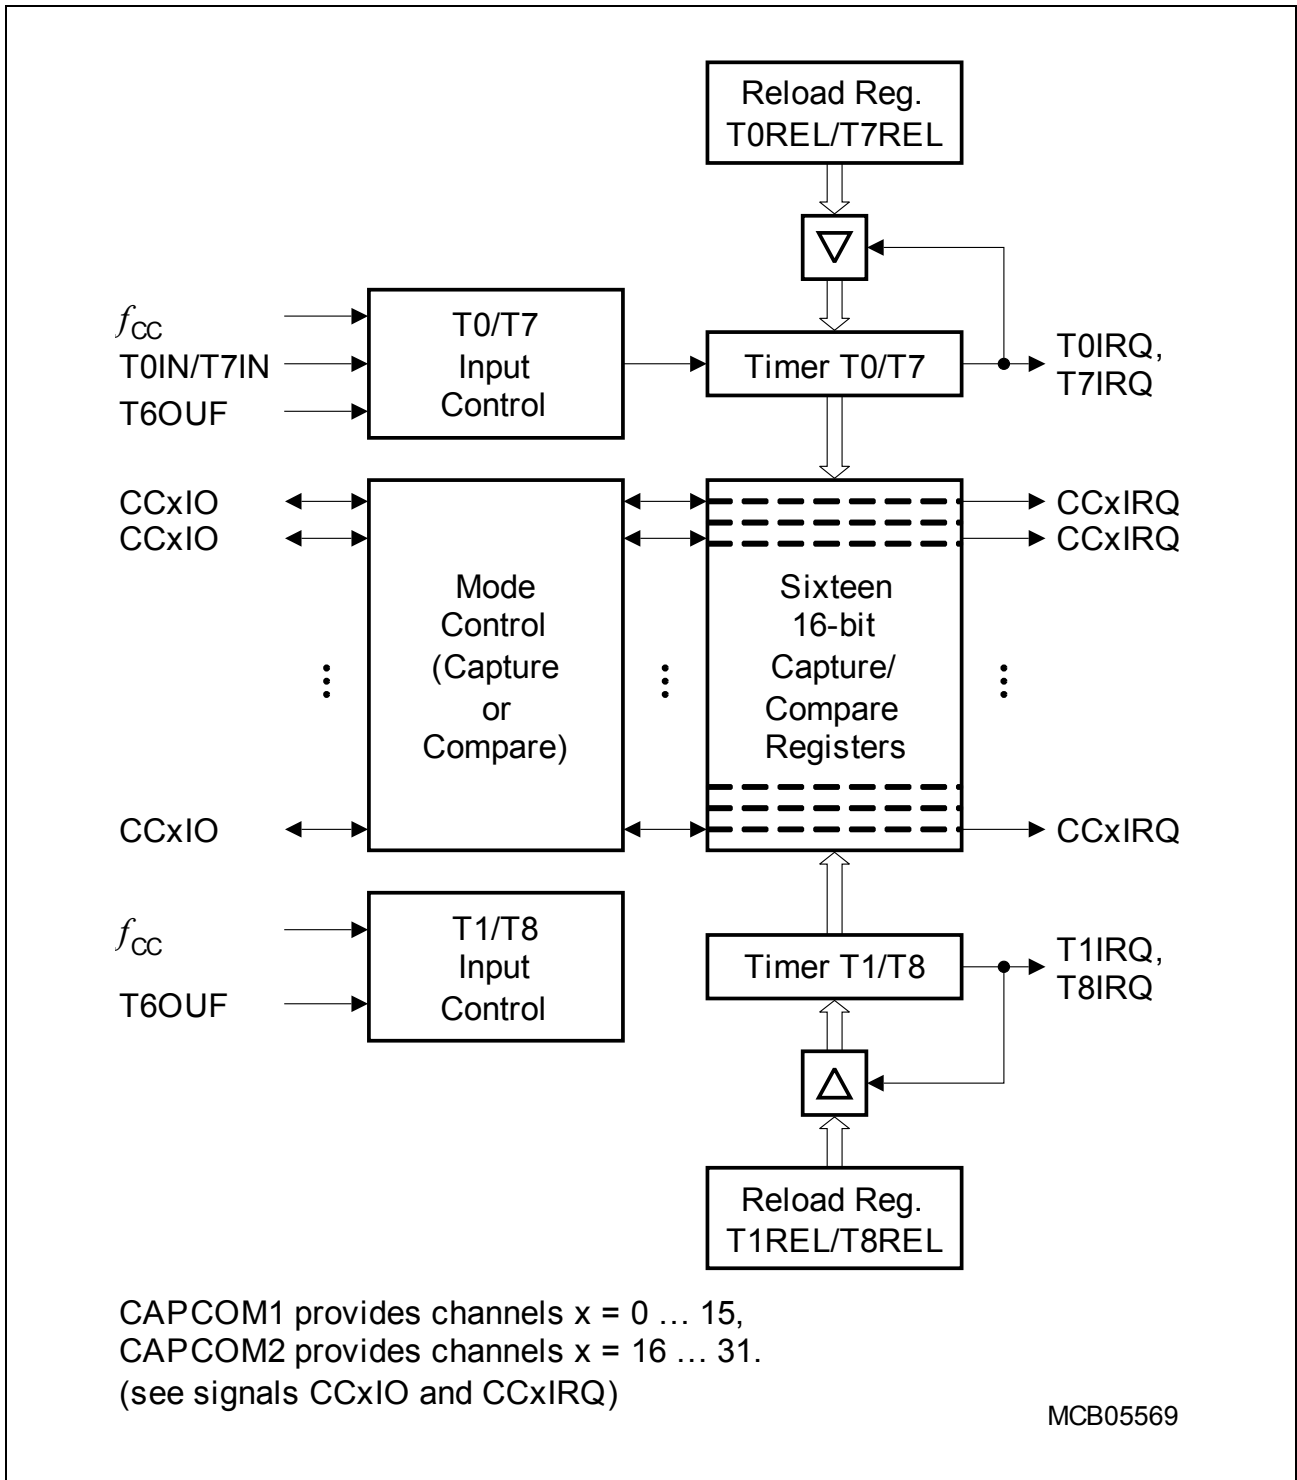 Reload Reg.
T0REL/T7REL
fCC
T0IN/T7IN
T6OUF
T0/T7
Input
Control
Timer T0/T7
T0IRQ,
T7IRQ
CCxIO
CCxIO
CCxIO
Mode
Control
(Capture
or
Compare)
Sixteen
16-bit
Capture/
Compare
Registers
CCxIRQ
CCxIRQ
CCxIRQ
fCC
T6OUF
T1/T8
Input
Control
Timer T1/T8
T1IRQ,
T8IRQ
Reload Reg.
T1REL/T8REL
CAPCOM1 provides channels x = 0 … 15,
CAPCOM2 provides channels x = 16 … 31.
(see signals CCxIO and CCxIRQ)
MCB05569